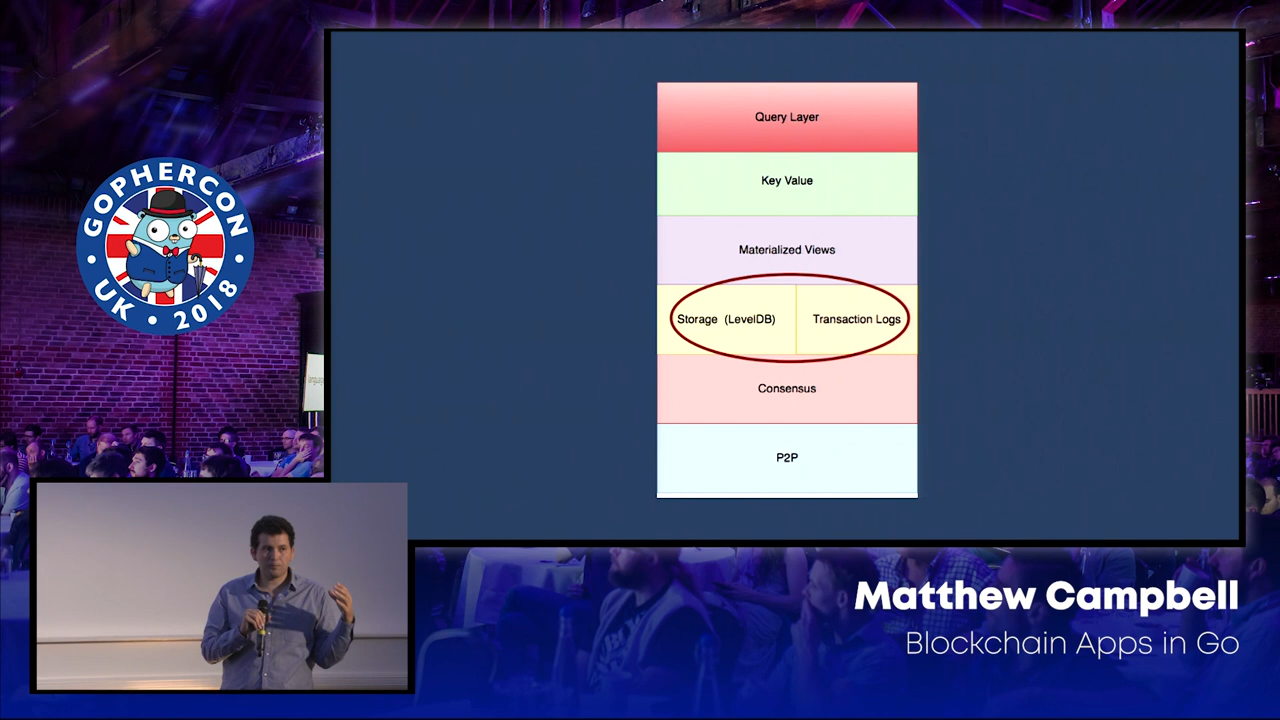 GOPHERCON
UK • 2018
Query Layer
Key Value
Materialized Views
Storage (LevelDB)
Transaction Logs
Consensus
P2P
Matthew Campbell
Blockchain Apps in Go